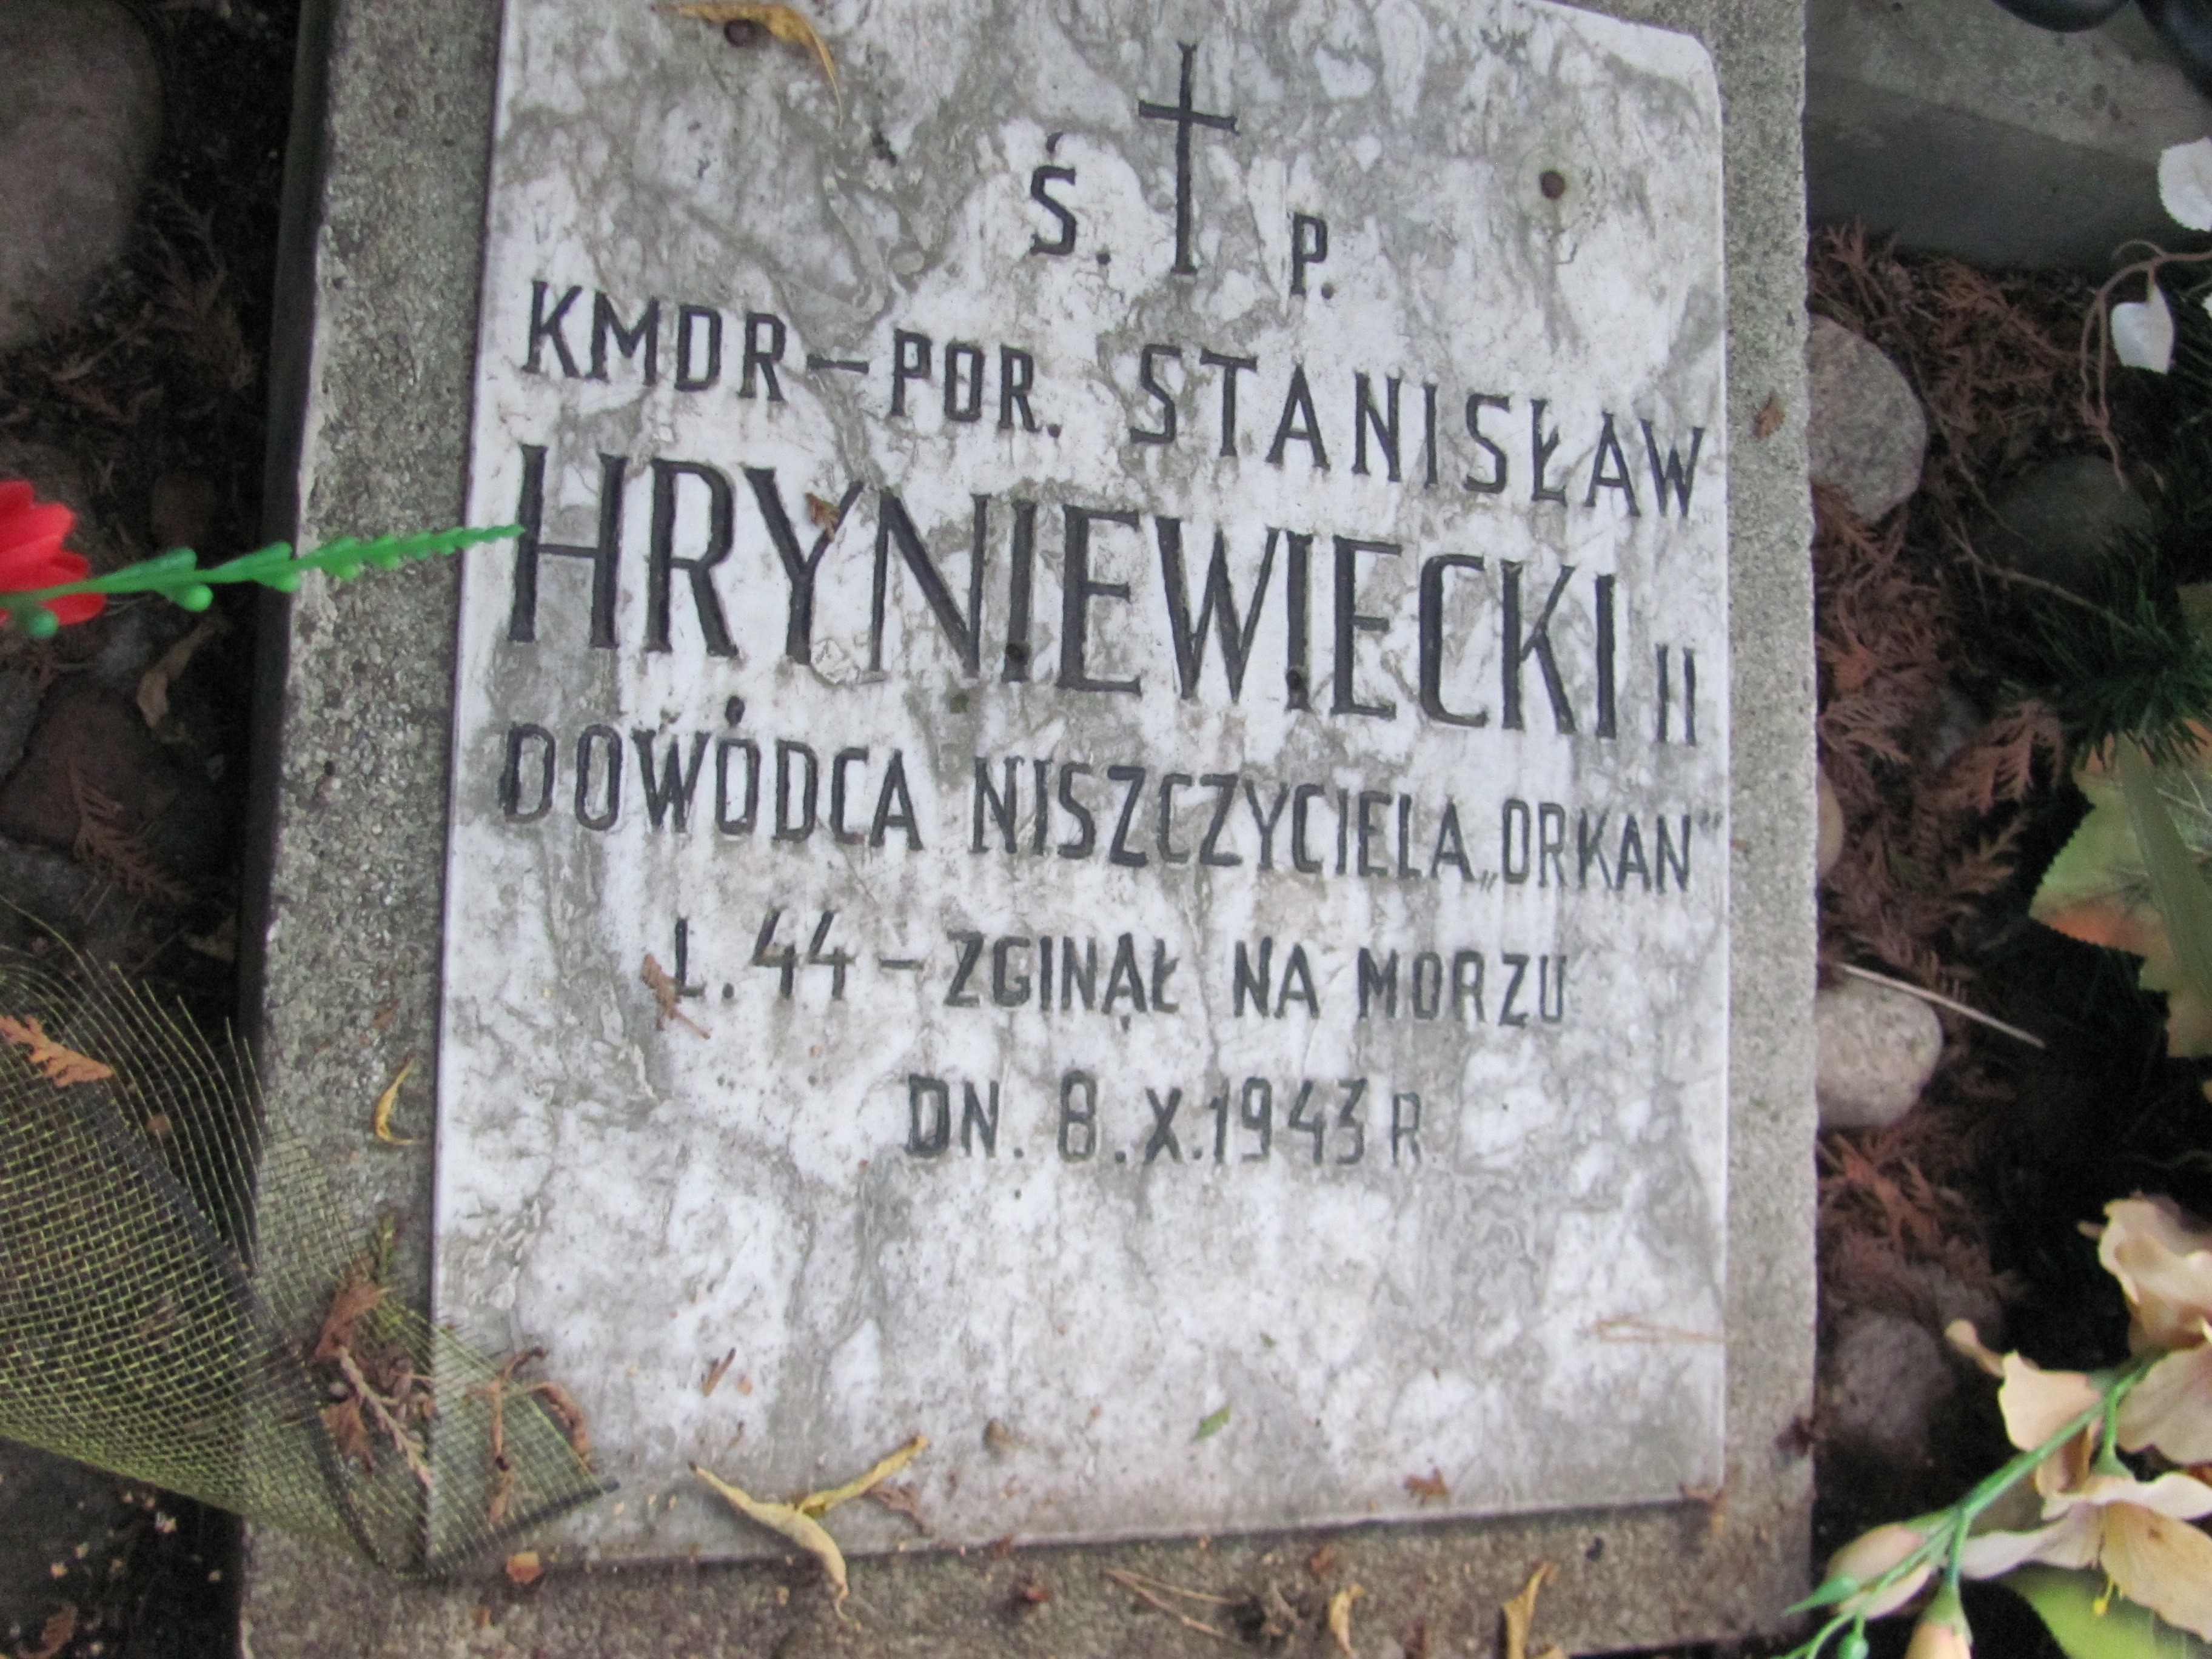 Ś. P.
KMDR-POR. STANISŁAW
HRYNIEWIECKI II
DOWÓDCA NISZCZYCIELA „ORKAN"
L. 44 - ZGINĄŁ NA MORZU
DN. 8.X.1943 R.